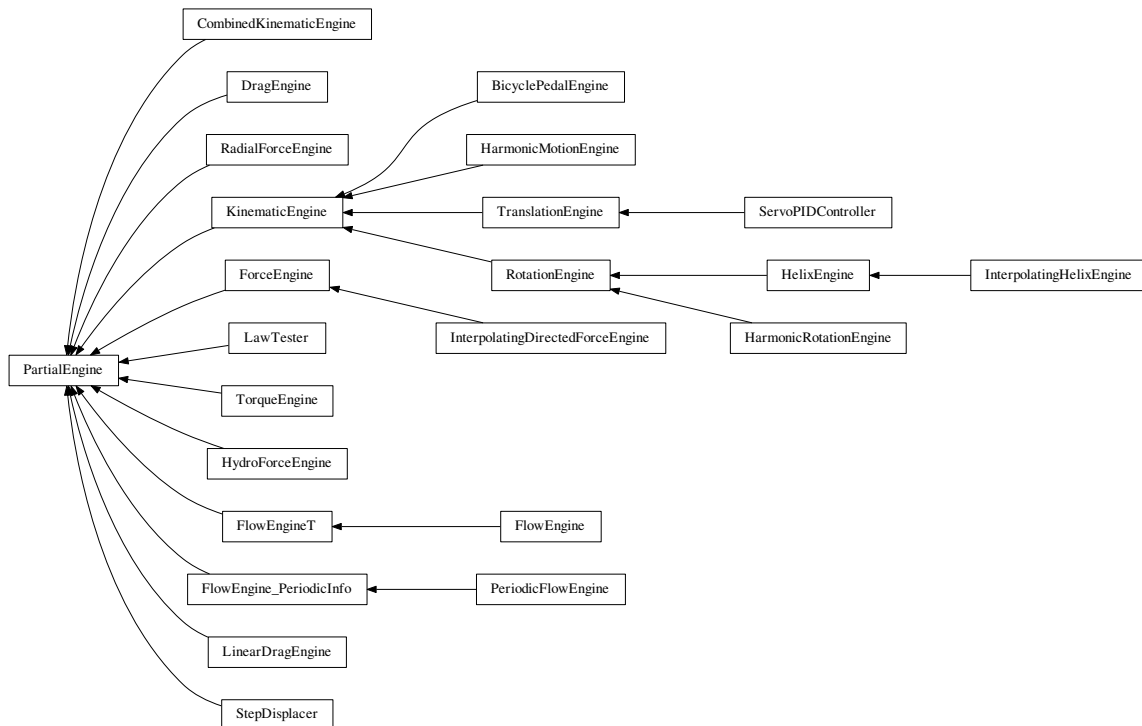 CombinedKinematicEngine
DragEngine
BicyclePedalEngine
RadialForceEngine
HarmonicMotionEngine
KinematicEngine
TranslationEngine
ServoPIDController
ForceEngine
RotationEngine
HelixEngine
InterpolatingHelixEngine
LawTester
InterpolatingDirectedForceEngine
HarmonicRotationEngine
PartialEngine
TorqueEngine
HydroForceEngine
FlowEngineT
FlowEngine
FlowEngine_PeriodicInfo
PeriodicFlowEngine
LinearDragEngine
StepDisplacer